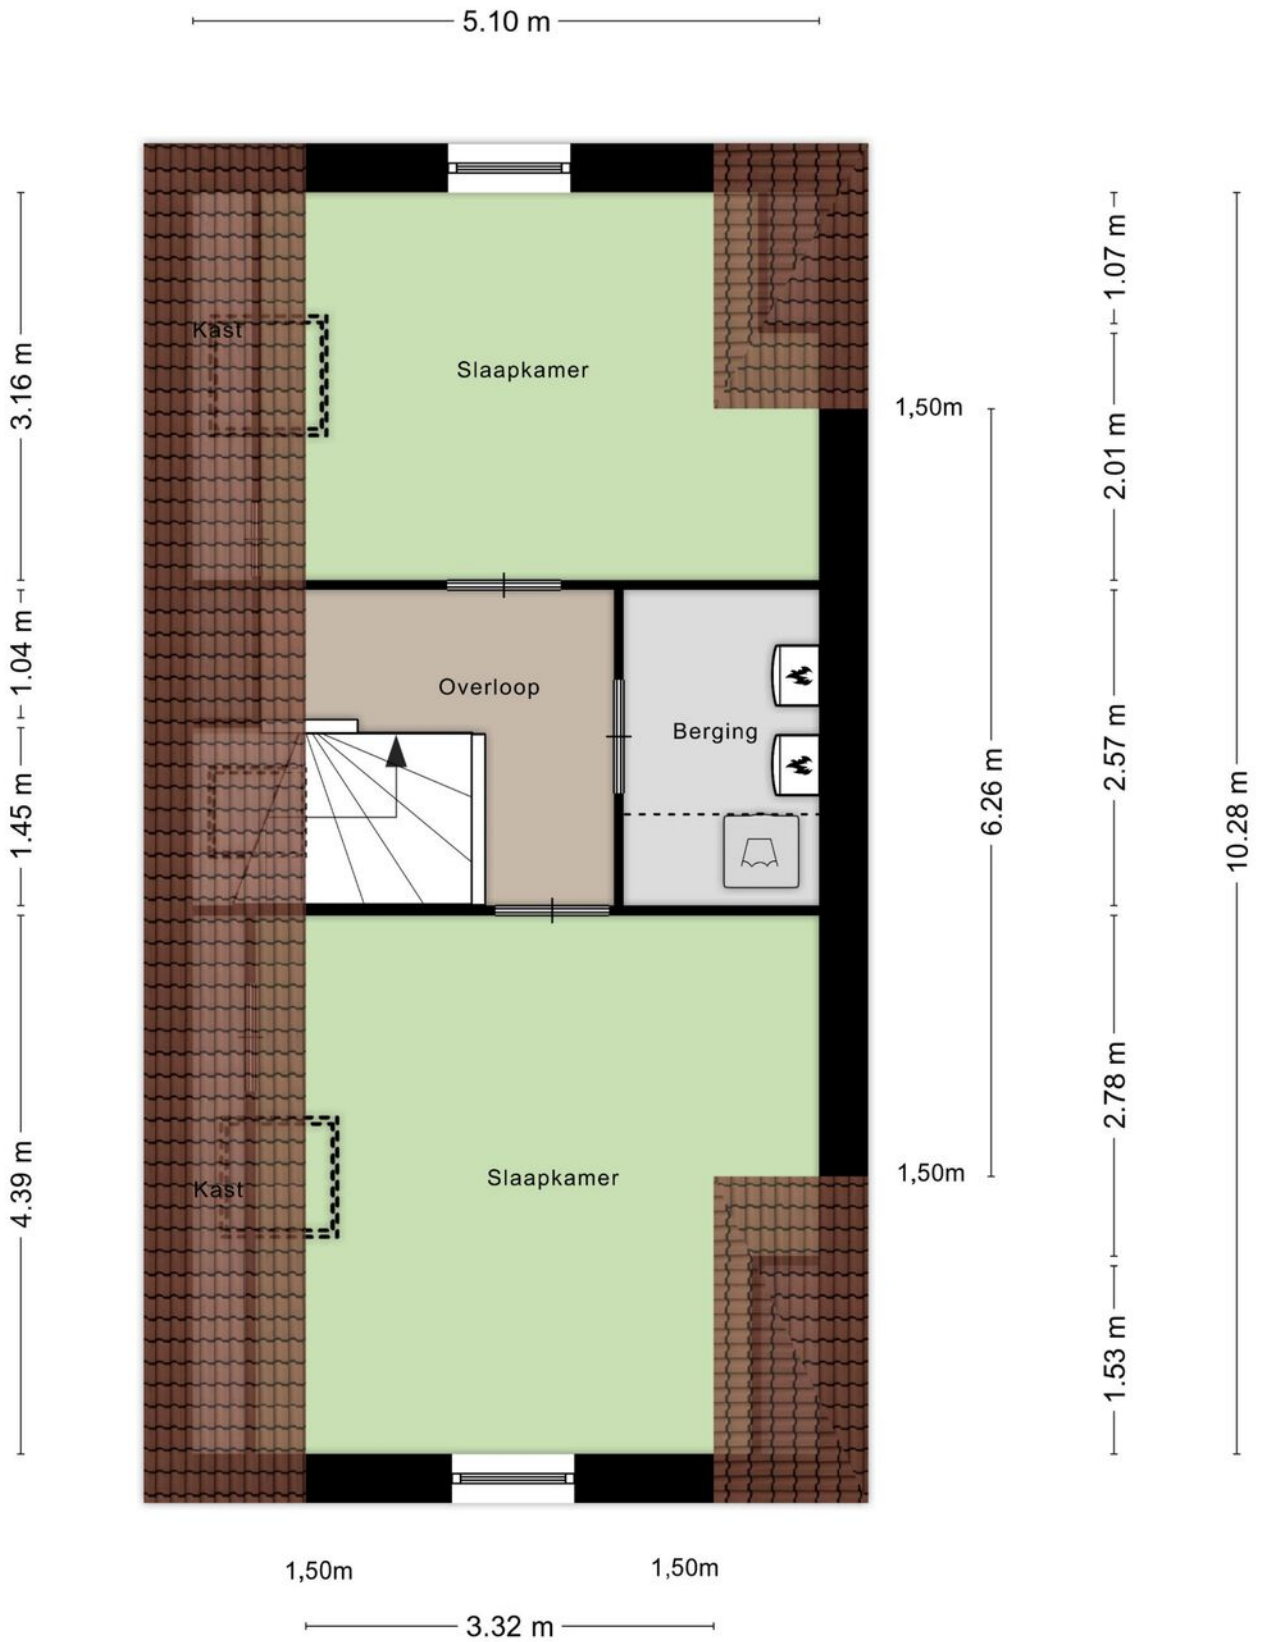 5.10 m
1.07 m
3.16 m
Kast
Slaapkamer
1,50m
2.01 m
1.04 m
Overloop
Berging
2.57 m
1.45 m
6.26 m
10.28 m
2.78 m
4.39 m
Kast
Slaapkamer
1,50m
1.53 m
1,50m
1,50m
3.32 m